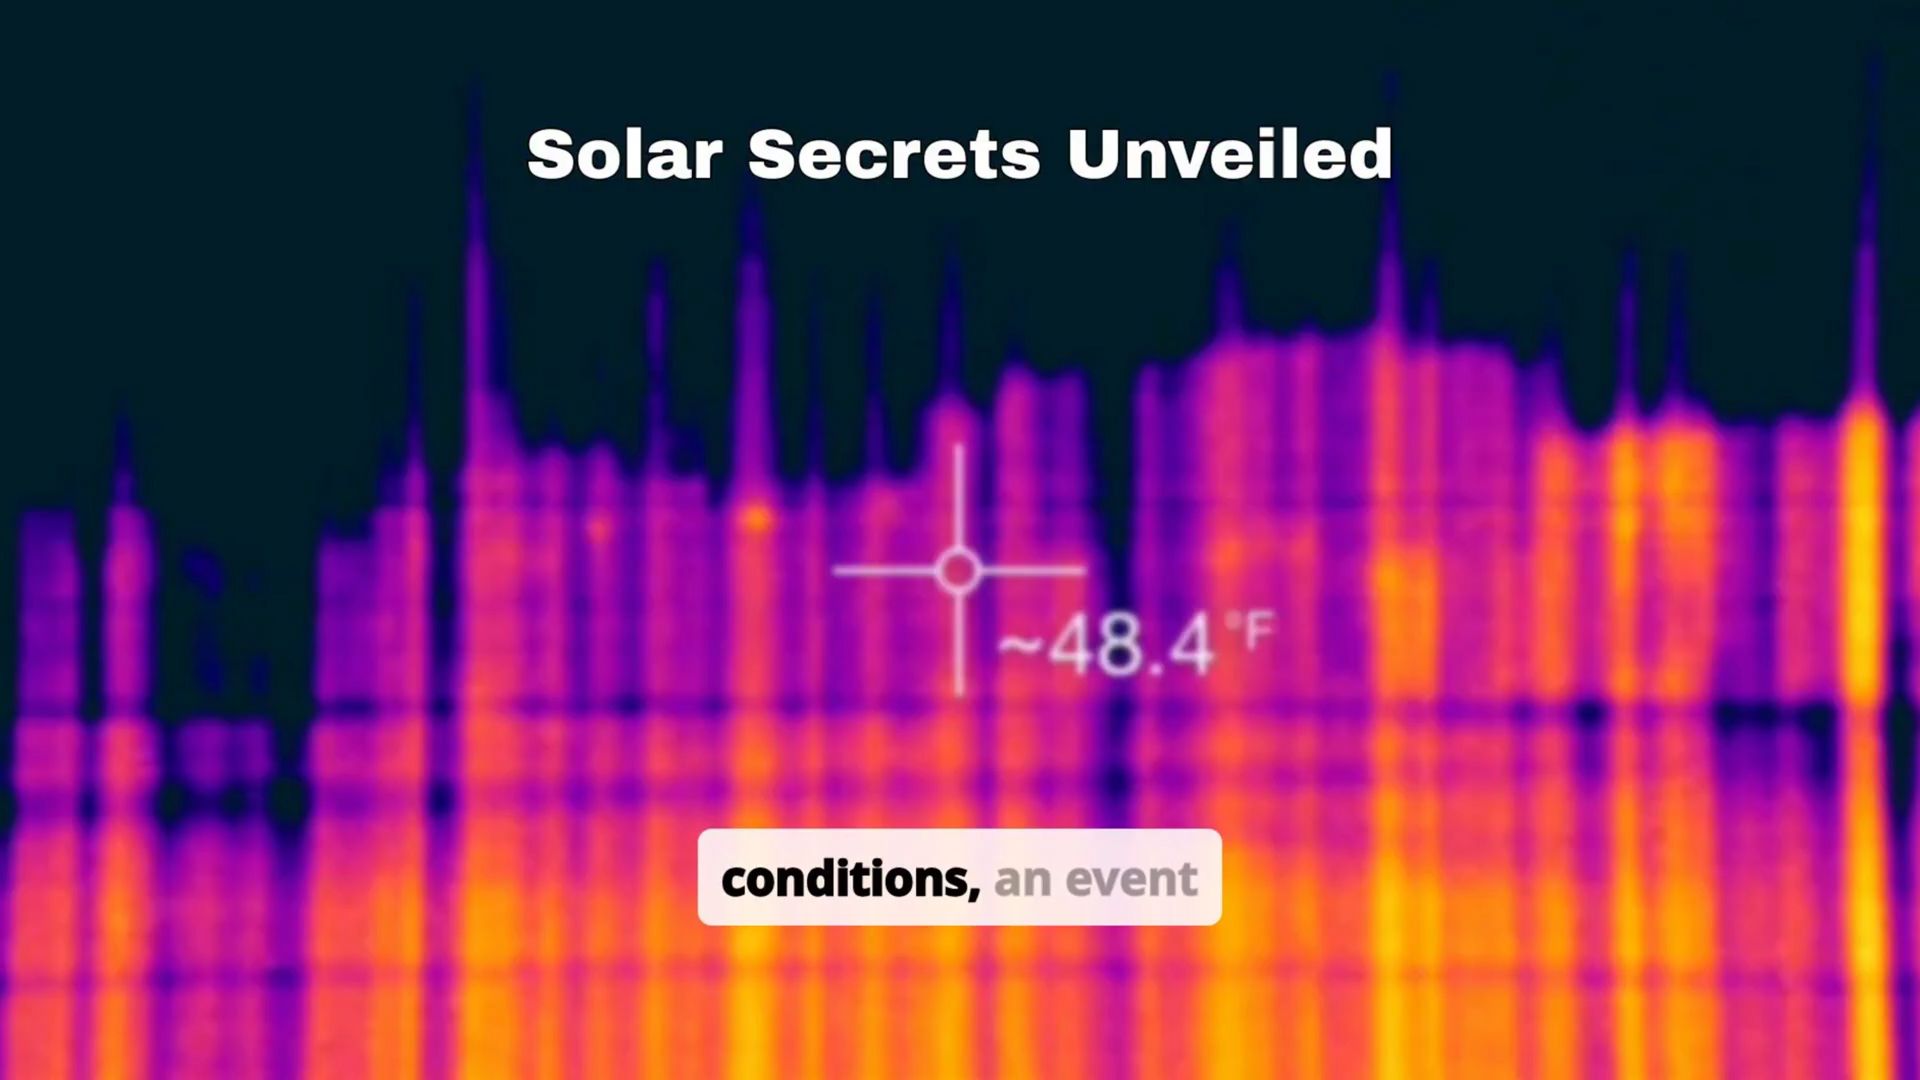 Solar Secrets Unveiled
~48.4°F
conditions, an event